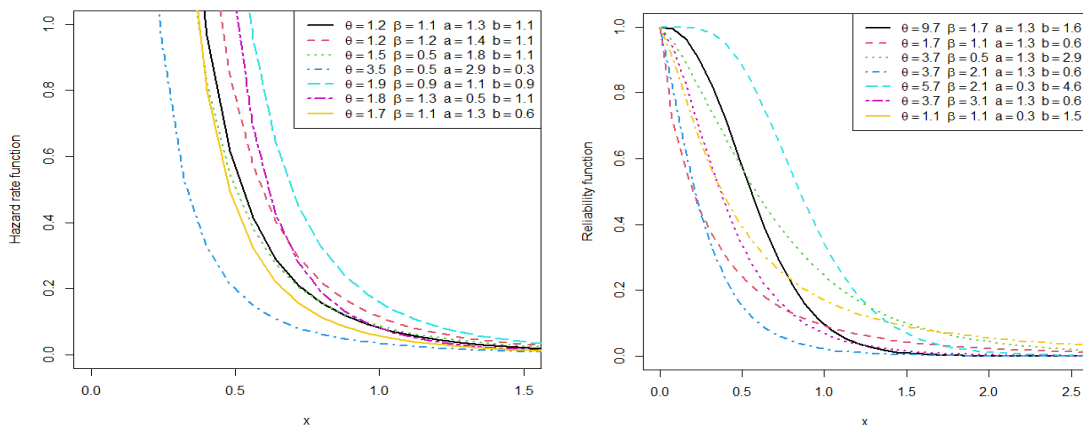 θ = 1.2 β = 1.1 a = 1.3 b = 1.1
θ = 1.2 β = 1.2 a = 1.4 b = 1.1
θ = 1.5 β = 0.5 a = 1.8 b = 1.1
θ = 3.5 β = 0.5 a = 2.9 b = 0.3
θ = 1.9 β = 0.9 a = 1.1 b = 0.9
θ = 1.8 β = 1.3 a = 0.5 b = 1.1
θ = 1.7 β = 1.1 a = 1.3 b = 0.6
Hazard rate function
1.0
0.8
0.6
0.4
0.2
0.0
0.0 0.5 1.0 1.5
x
θ = 9.7 β = 1.7 a = 1.3 b = 1.6
θ = 1.7 β = 1.1 a = 1.3 b = 0.6
θ = 3.7 β = 0.5 a = 1.3 b = 2.9
θ = 3.7 β = 2.1 a = 1.3 b = 0.6
θ = 5.7 β = 2.1 a = 0.3 b = 4.6
θ = 3.7 β = 3.1 a = 1.3 b = 0.6
θ = 1.1 β = 1.1 a = 0.3 b = 1.5
Reliability function
1.0
0.8
0.6
0.4
0.2
0.0
0.0 0.5 1.0 1.5 2.0 2.5
x